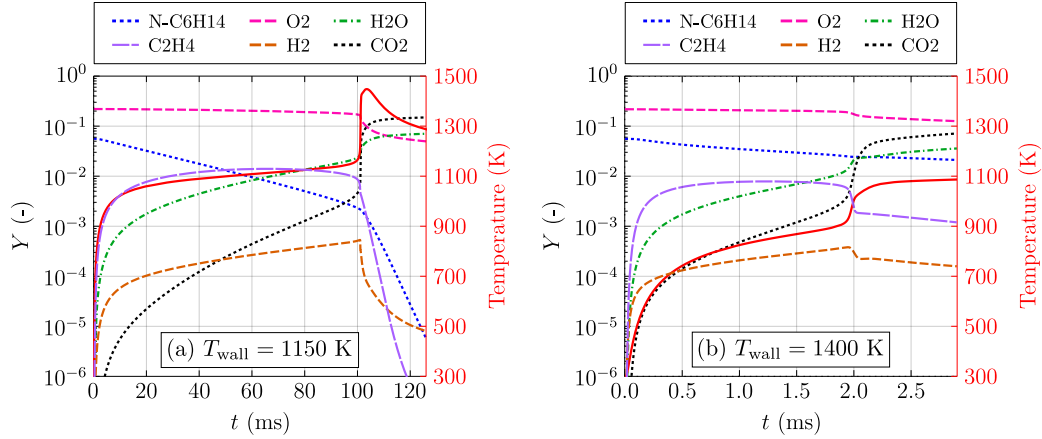 N-C6H14 O2 H2O
C2H4 H2 CO2
10^0
10^-1
10^-2
10^-3
10^-4
10^-5
10^-6
Y (-)
1500
1300
1100
900
700
500
300
Temperature (K)
(a) T_wall = 1150 K
0 20 40 60 80 100 120
t (ms)
N-C6H14 O2 H2O
C2H4 H2 CO2
10^0
10^-1
10^-2
10^-3
10^-4
10^-5
10^-6
Y (-)
1500
1300
1100
900
700
500
300
Temperature (K)
(b) T_wall = 1400 K
0.0 0.5 1.0 1.5 2.0 2.5
t (ms)